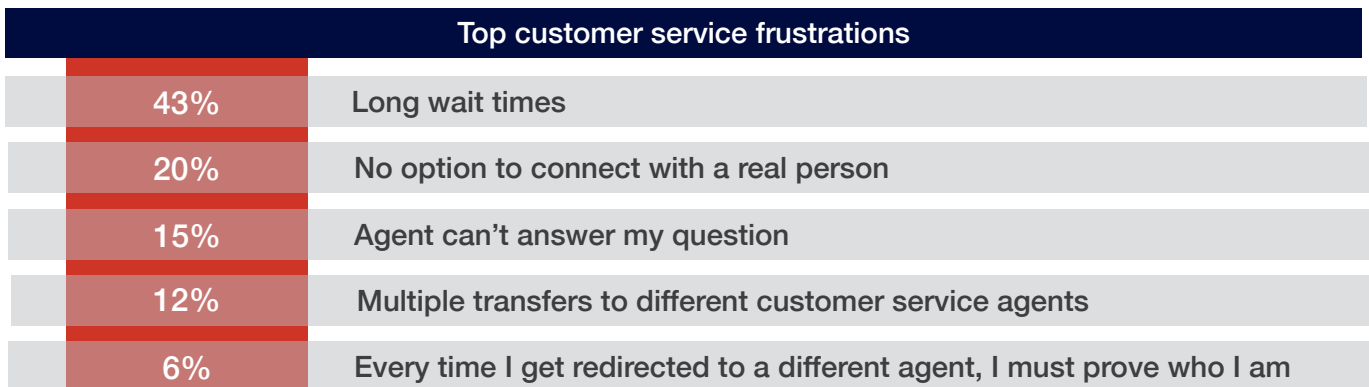 Top customer service frustrations
43% Long wait times
20% No option to connect with a real person
15% Agent can’t answer my question
12% Multiple transfers to different customer service agents
6% Every time I get redirected to a different agent, I must prove who I am